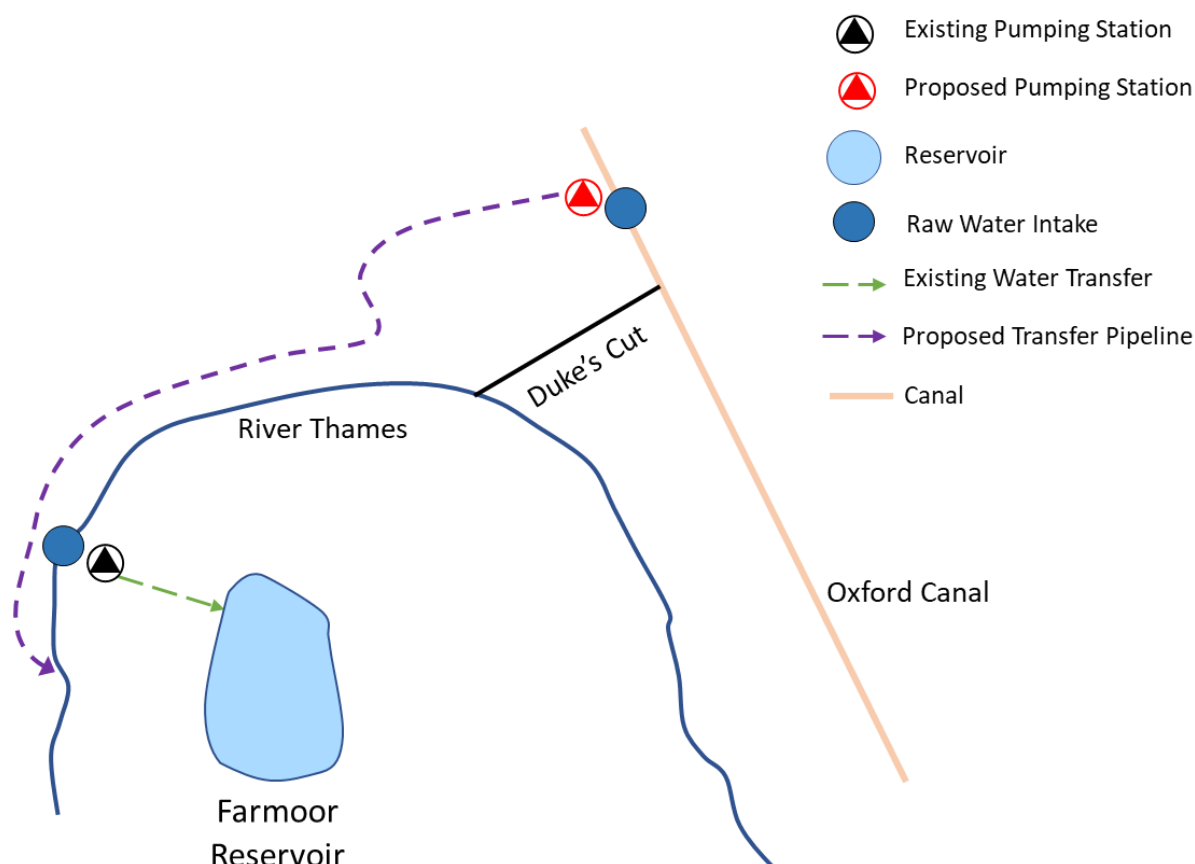 Existing Pumping Station
Proposed Pumping Station
Reservoir
Raw Water Intake
Existing Water Transfer
Proposed Transfer Pipeline
Canal
Duke's Cut
River Thames
Oxford Canal
Farmoor
Reservoir